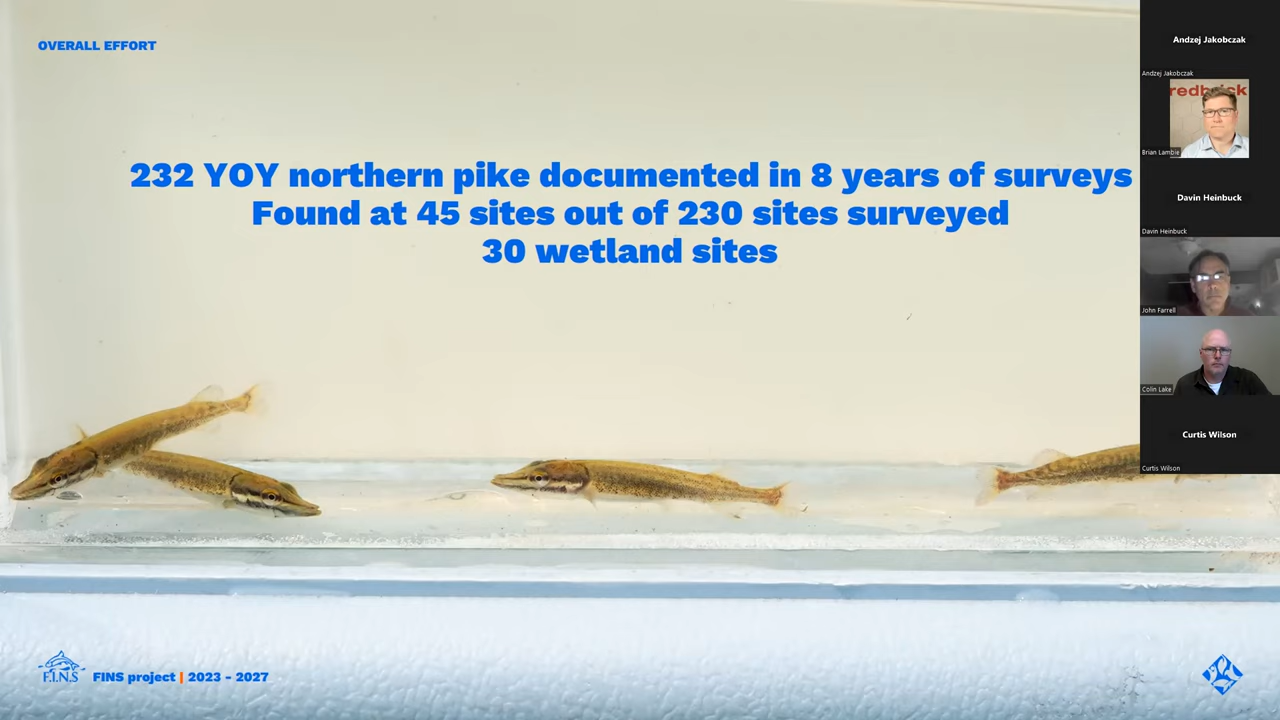 OVERALL EFFORT
232 YOY northern pike documented in 8 years of surveys
Found at 45 sites out of 230 sites surveyed
30 wetland sites
F.I.N.S
FINS project | 2023 - 2027
Andzej Jakobczak
Andzej Jakobczak
redbrick
Brian Lambie
Davin Heinbuck
Davin Heinbuck
John Farrell
Colin Lake
Curtis Wilson
Curtis Wilson